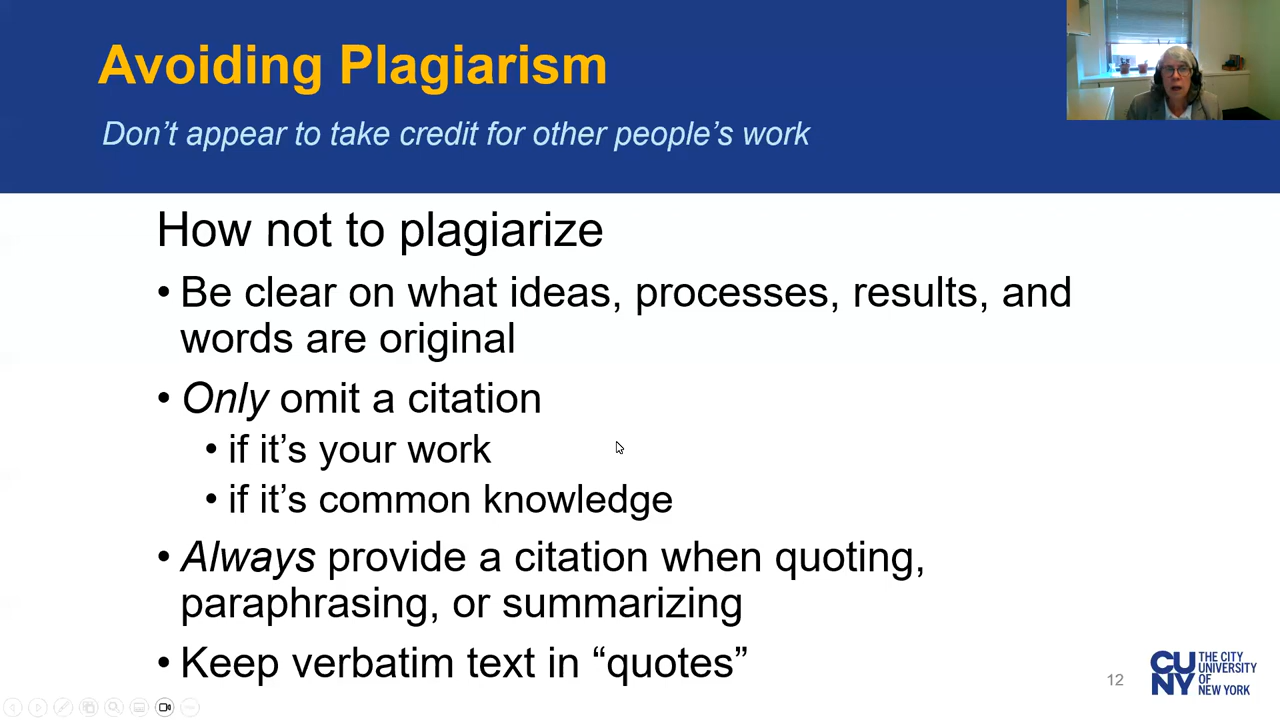 Avoiding Plagiarism
Don’t appear to take credit for other people’s work
How not to plagiarize
• Be clear on what ideas, processes, results, and
words are original
• Only omit a citation
• if it’s your work
• if it’s common knowledge
• Always provide a citation when quoting,
paraphrasing, or summarizing
• Keep verbatim text in “quotes”
12
CU
NY
THE CITY
UNIVERSITY
OF
NEW YORK